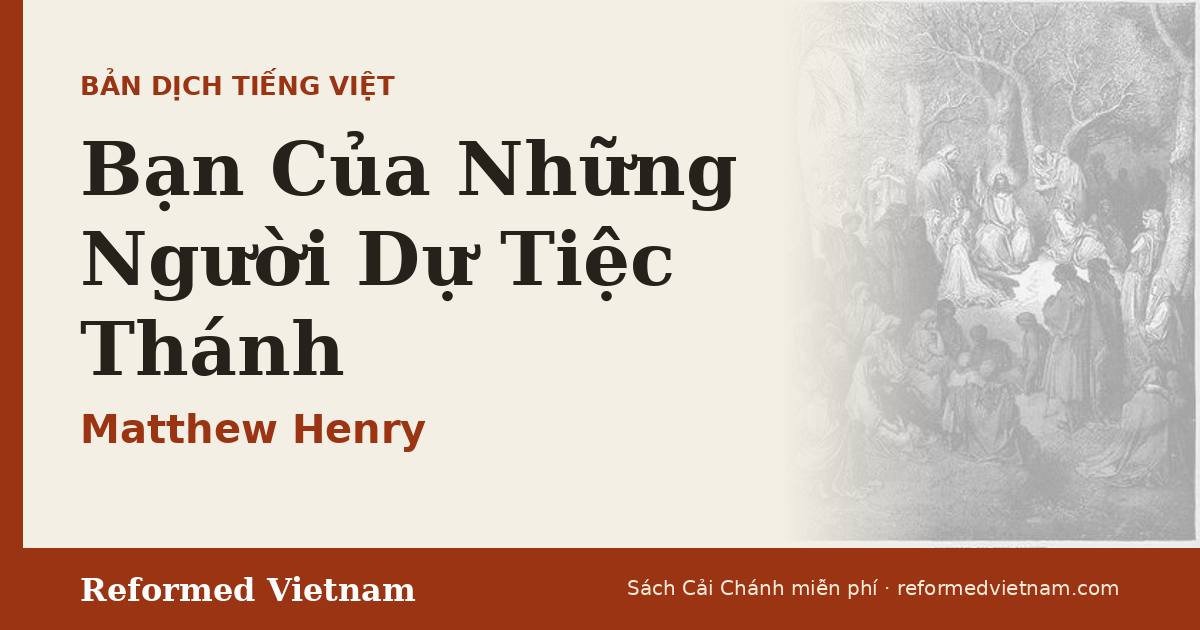 BẢN DỊCH TIẾNG VIỆT
Bạn Của Những
Người Dự Tiệc
Thánh
Matthew Henry
Reformed Vietnam
Sách Cải Chánh miễn phí · reformedvietnam.com